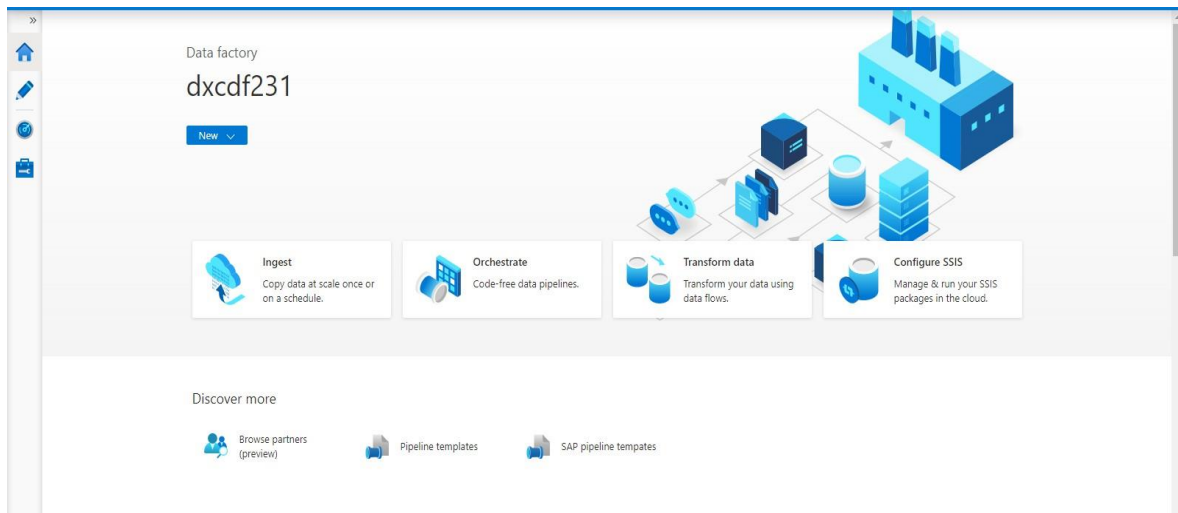 »
Data factory
dxcdf231
New
Ingest
Copy data at scale once or
on a schedule.
Orchestrate
Code-free data pipelines.
Transform data
Transform your data using
data flows.
Configure SSIS
Manage & run your SSIS
packages in the cloud.
Discover more
Browse partners
(preview)
Pipeline templates
SAP pipeline tempates